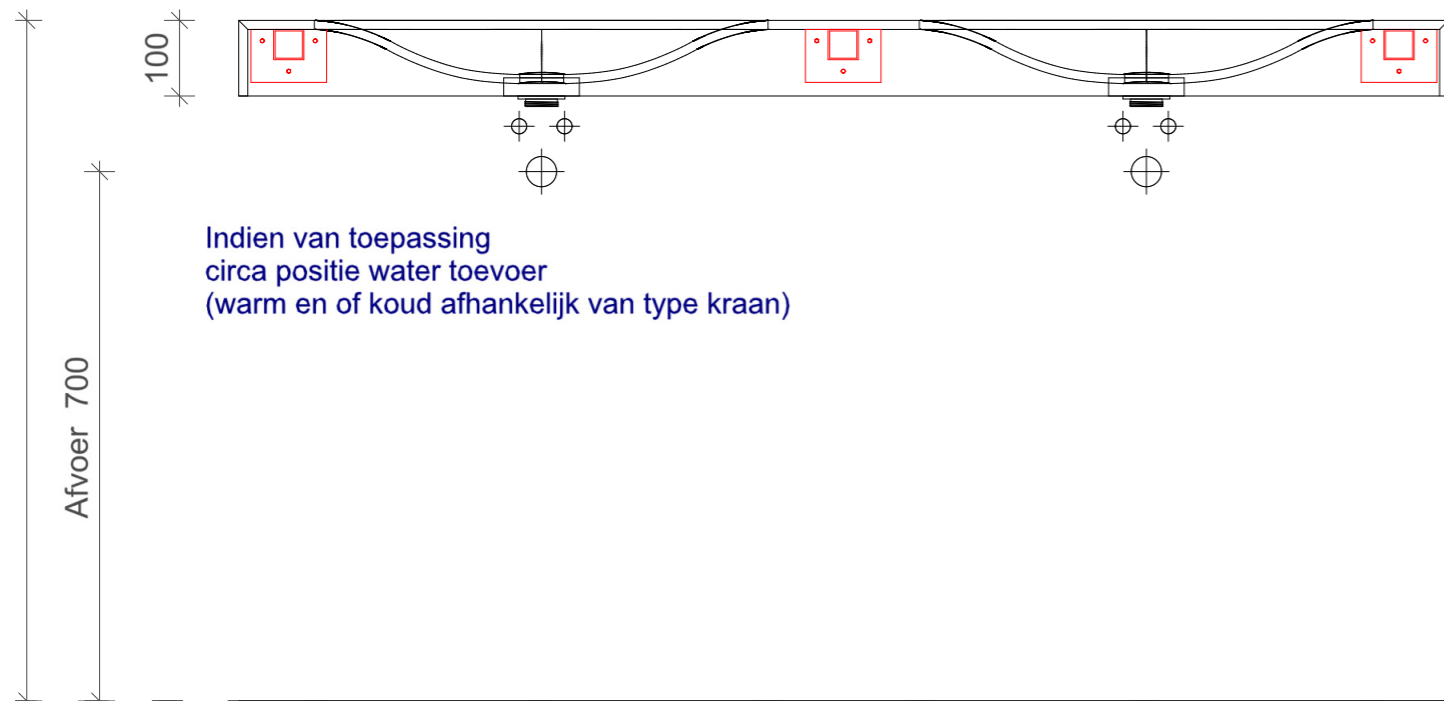 100
Indien van toepassing
circa positie water toevoer
(warm en of koud afhankelijk van type kraan)
Afvoer 700